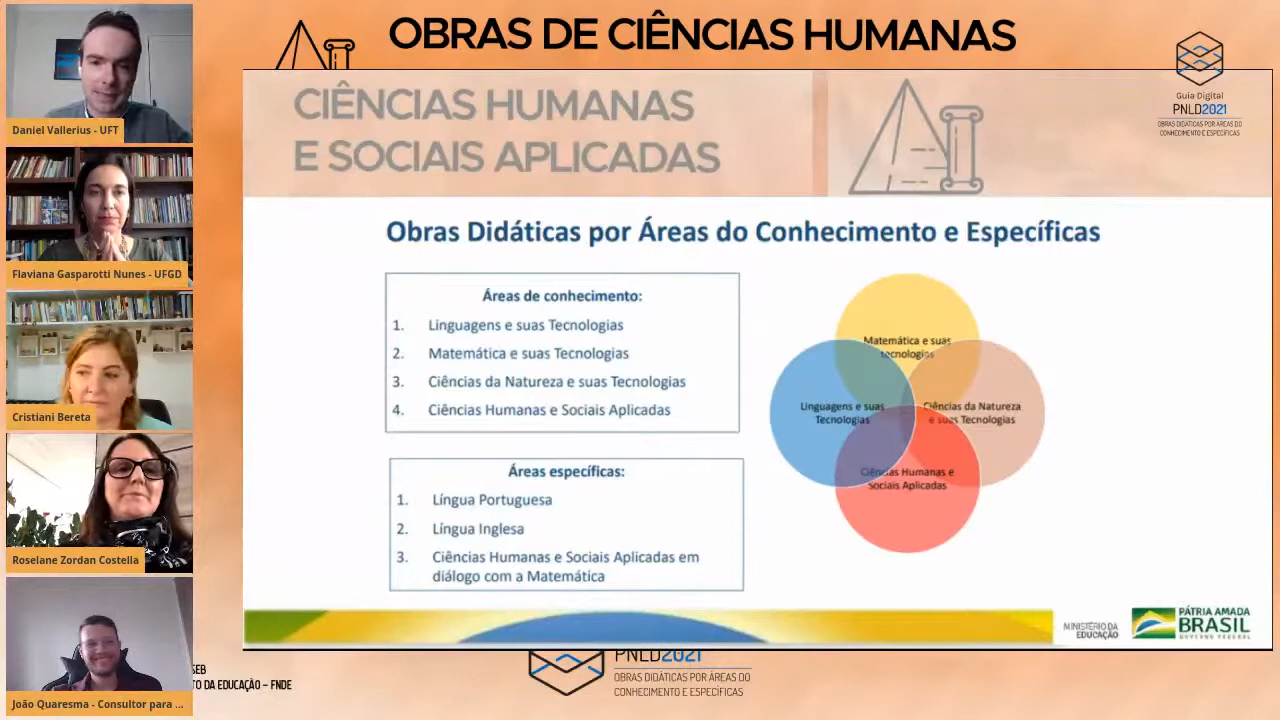 OBRAS DE CIÊNCIAS HUMANAS
Guia Digital
PNLD2021
OBRAS DIDÁTICAS POR ÁREAS DO
CONHECIMENTO E ESPECÍFICAS
CIÊNCIAS HUMANAS
E SOCIAIS APLICADAS
Obras Didáticas por Áreas do Conhecimento e Específicas
Áreas de conhecimento:
1. Linguagens e suas Tecnologias
2. Matemática e suas Tecnologias
3. Ciências da Natureza e suas Tecnologias
4. Ciências Humanas e Sociais Aplicadas
Áreas específicas:
1. Língua Portuguesa
2. Língua Inglesa
3. Ciências Humanas e Sociais Aplicadas em
diálogo com a Matemática
Matemática e suas
tecnologias
Linguagens e suas
Tecnologias
Ciências da Natureza
e suas Tecnologias
Ciências Humanas e
Sociais Aplicadas
MINISTÉRIO DA
EDUCAÇÃO
PÁTRIA AMADA
BRASIL
GOVERNO FEDERAL
Daniel Vallerius - UFT
Flaviana Gasparotti Nunes - UFGD
Cristiani Bereta
Roselane Zordan Costella
João Quaresma - Consultor para ...
SEB
TO DA EDUCAÇÃO – FNDE
PNLD2021
OBRAS DIDÁTICAS POR ÁREAS DO
CONHECIMENTO E ESPECÍFICAS